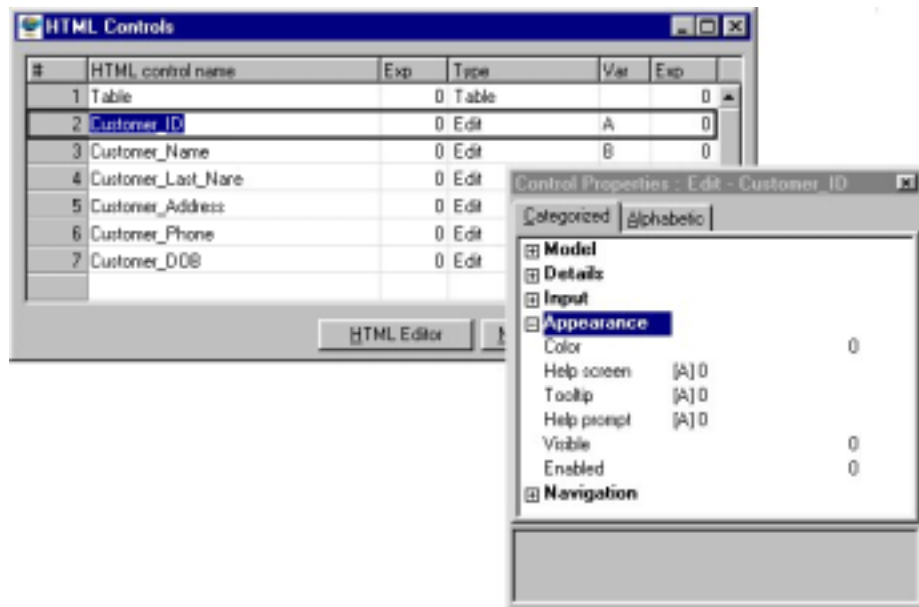 HTML Controls
# HTML control name Exp Type Var Exp
1 Table 0 Table 0
2 Customer_ID 0 Edit A 0
3 Customer_Name 0 Edit B 0
4 Customer_Last_Nare 0 Edit
5 Customer_Address 0 Edit
6 Customer_Phone 0 Edit
7 Customer_DOB 0 Edit
HTML Editor N
Control Properties : Edit - Customer_ID
Categorized Alphabetic
Model
Details
Input
Appearance
Color 0
Help screen [A] 0
Tooltip [A] 0
Help prompt [A] 0
Visible 0
Enabled 0
Navigation